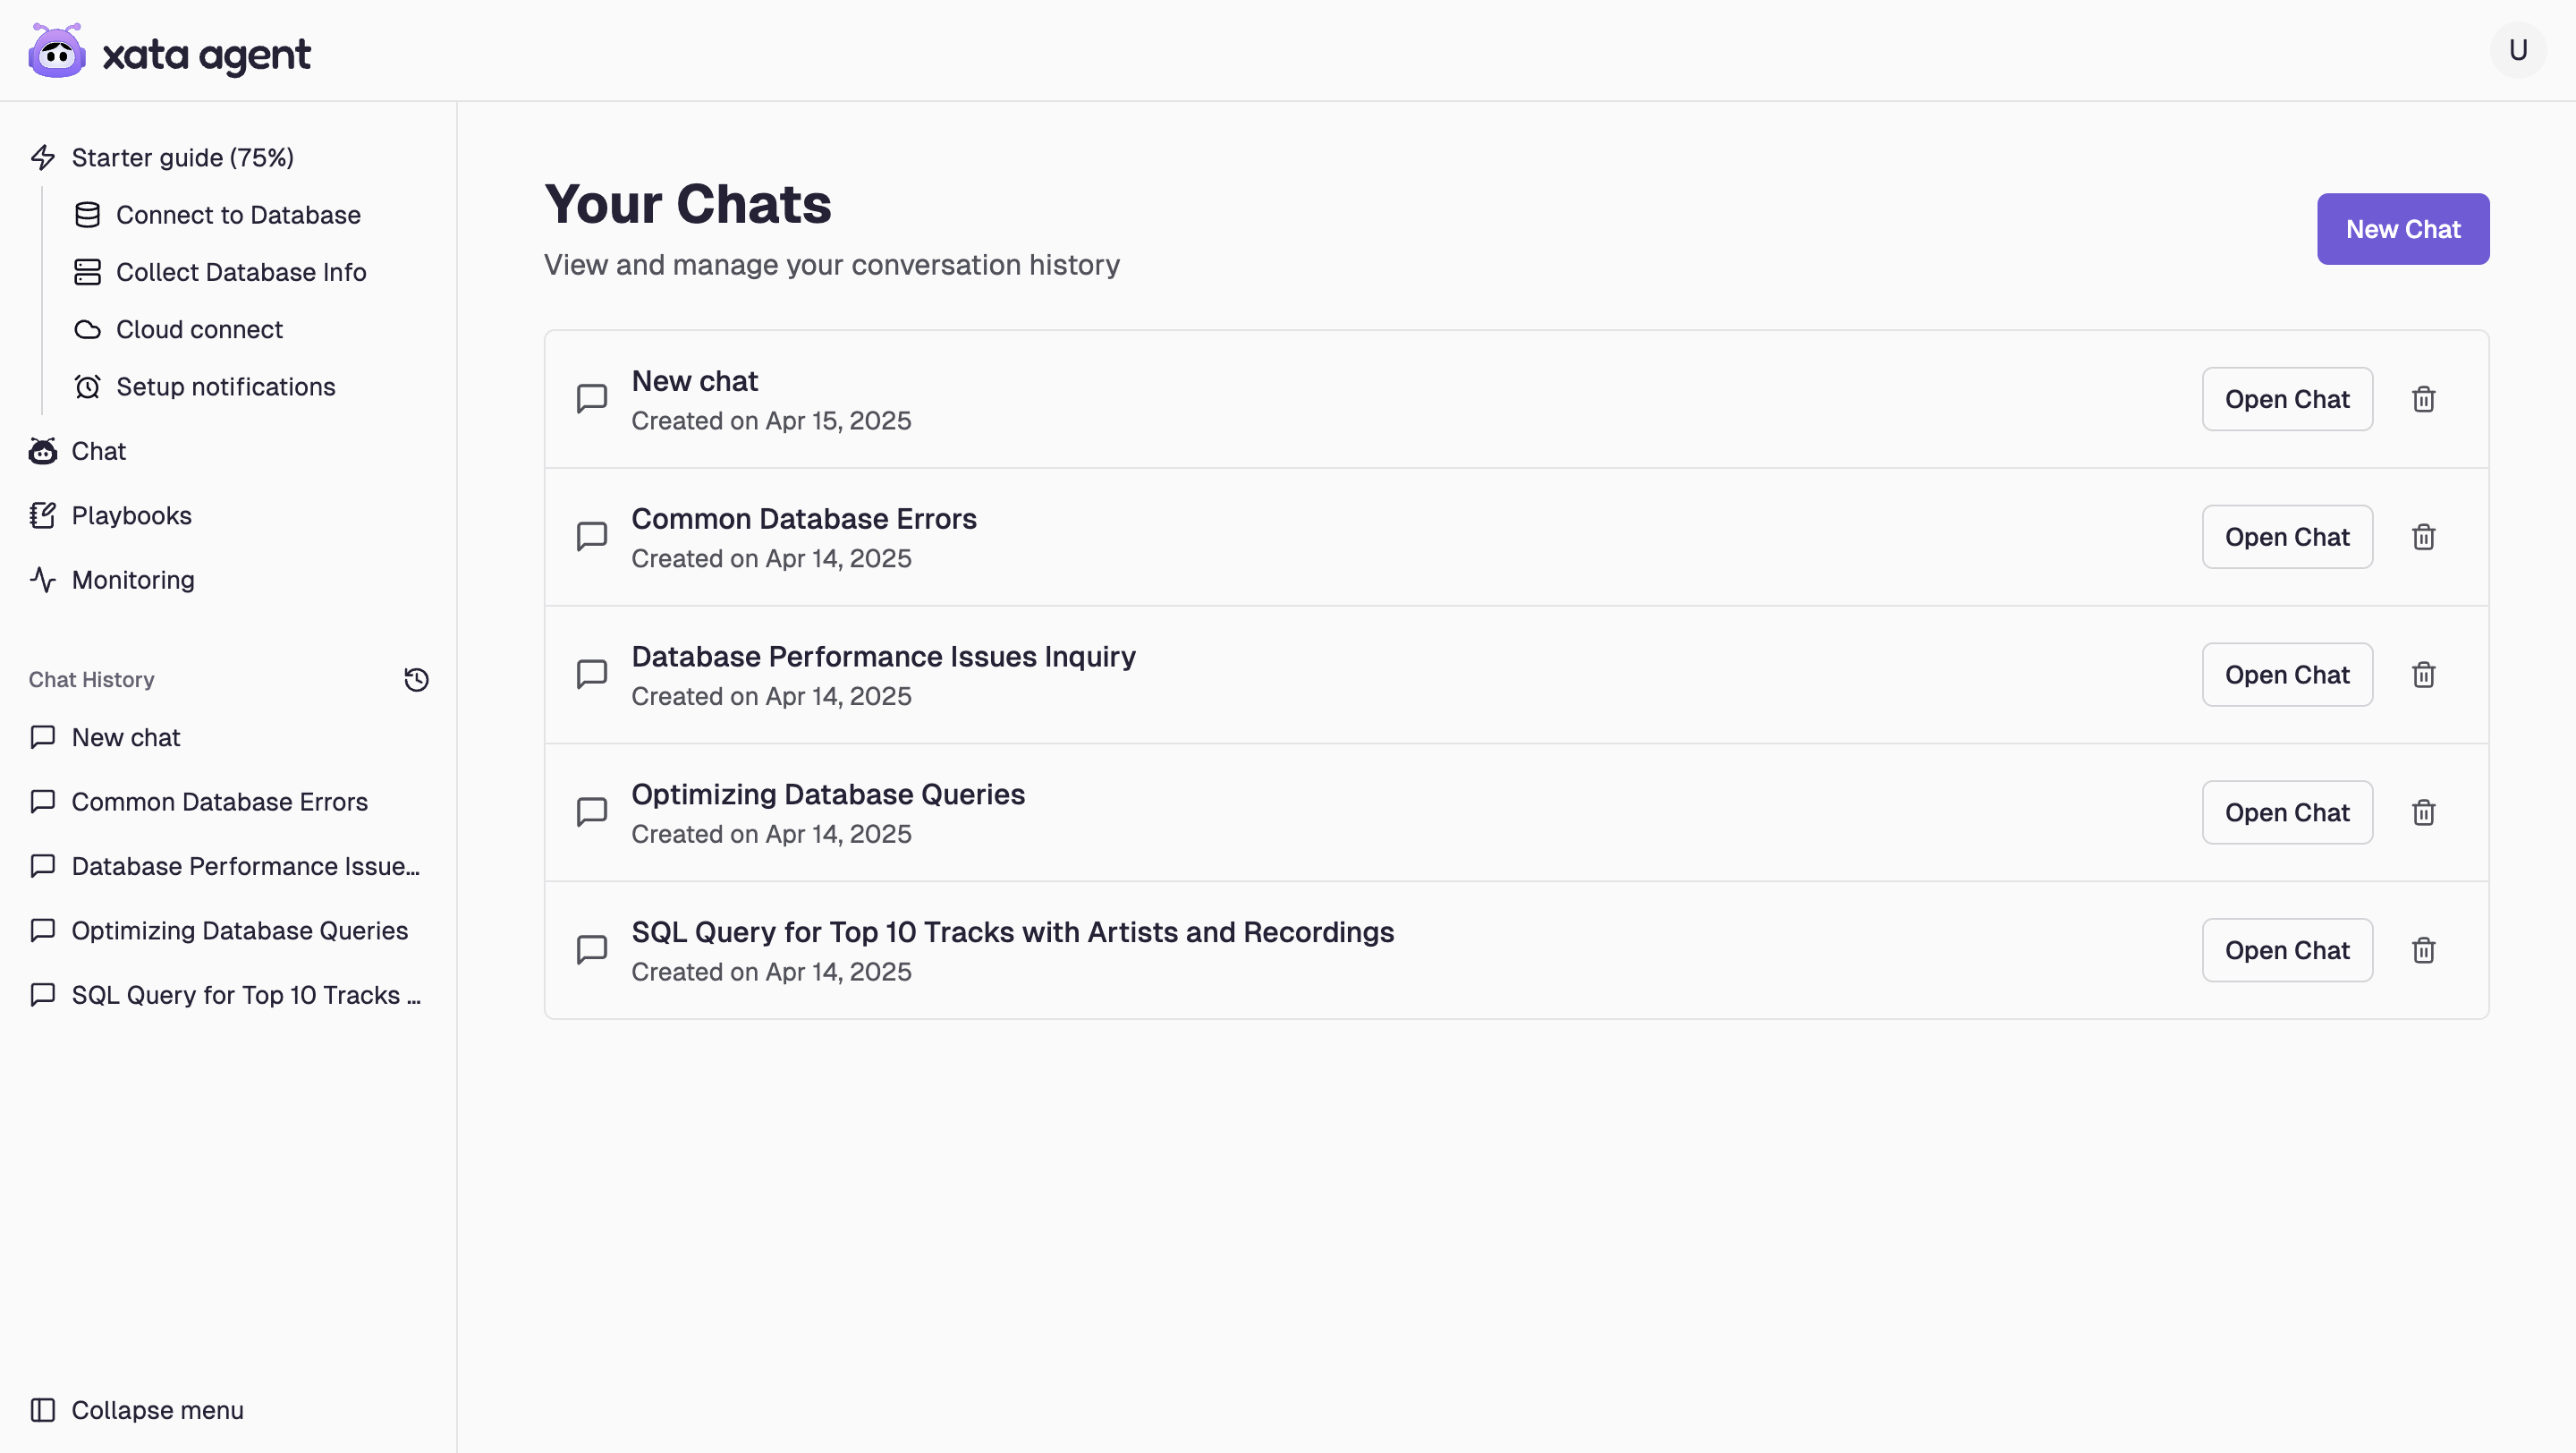 xata agent
U
Starter guide (75%)
Connect to Database
Collect Database Info
Cloud connect
Setup notifications
Chat
Playbooks
Monitoring
Chat History
New chat
Common Database Errors
Database Performance Issue...
Optimizing Database Queries
SQL Query for Top 10 Tracks ...
Collapse menu
Your Chats
View and manage your conversation history
New Chat
New chat
Created on Apr 15, 2025
Open Chat
Common Database Errors
Created on Apr 14, 2025
Open Chat
Database Performance Issues Inquiry
Created on Apr 14, 2025
Open Chat
Optimizing Database Queries
Created on Apr 14, 2025
Open Chat
SQL Query for Top 10 Tracks with Artists and Recordings
Created on Apr 14, 2025
Open Chat